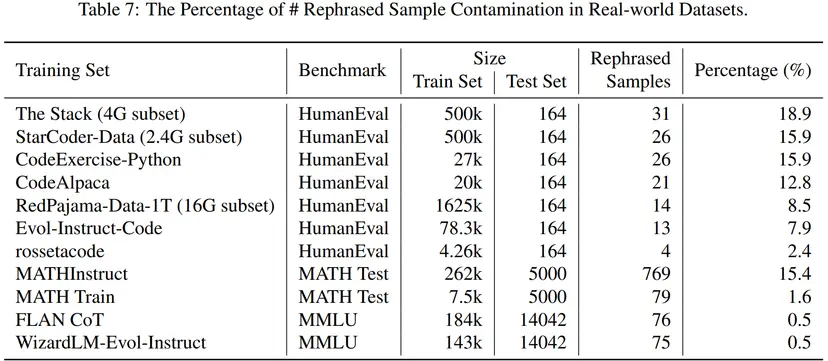 Table 7: The Percentage of # Rephrased Sample Contamination in Real-world Datasets.
Training Set Benchmark Size Rephrased Samples Percentage (%)
Train Set Test Set
The Stack (4G subset) HumanEval 500k 164 31 18.9
StarCoder-Data (2.4G subset) HumanEval 500k 164 26 15.9
CodeExercise-Python HumanEval 27k 164 26 15.9
CodeAlpaca HumanEval 20k 164 21 12.8
RedPajama-Data-1T (16G subset) HumanEval 1625k 164 14 8.5
Evol-Instruct-Code HumanEval 78.3k 164 13 7.9
rossetacode HumanEval 4.26k 164 4 2.4
MATHInstruct MATH Test 262k 5000 769 15.4
MATH Train MATH Test 7.5k 5000 79 1.6
FLAN CoT MMLU 184k 14042 76 0.5
WizardLM-Evol-Instruct MMLU 143k 14042 75 0.5